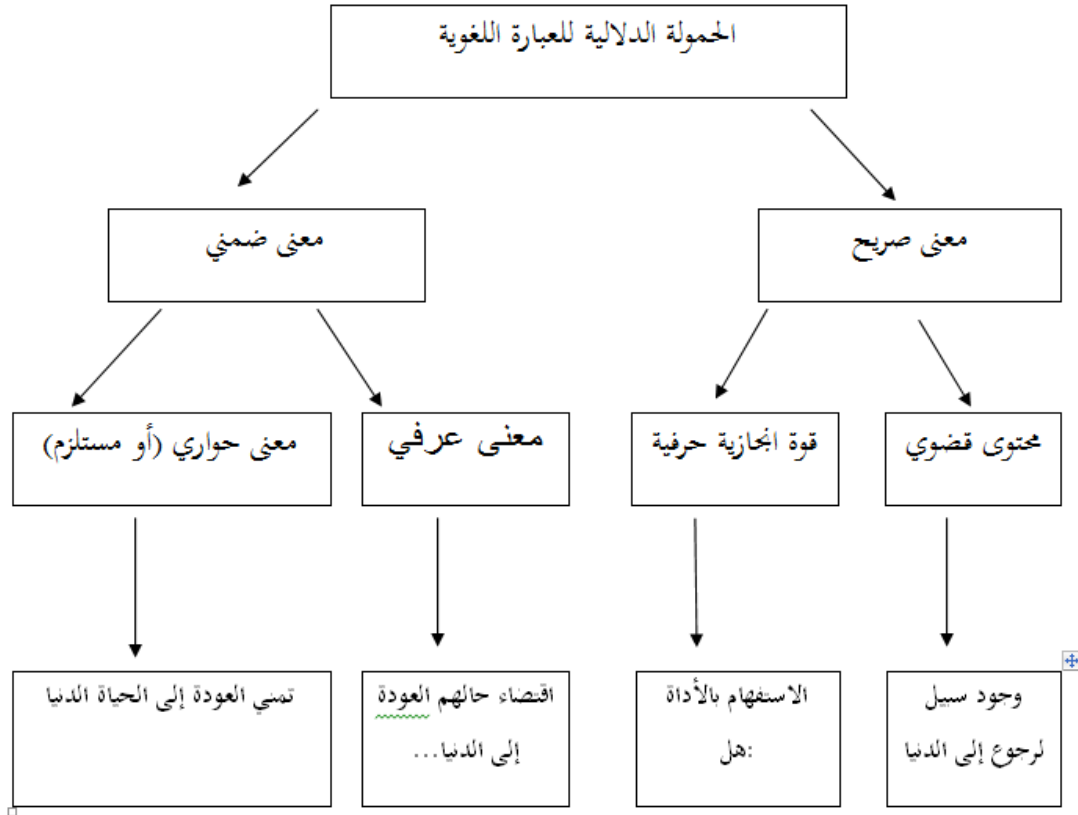 الحمولة الدلالية للعبارة اللغوية
معنى صريح
معنى ضمني
محتوى قضوي
قوة انجازية حرفية
معنى عرفي
معنى حواري (أو مستلزم)
وجود سبيل
لرجوع إلى الدنيا
الاستفهام بالأداة
هل:
اقتضاء حالهم العودة
إلى الدنيا...
تمني العودة إلى الحياة الدنيا